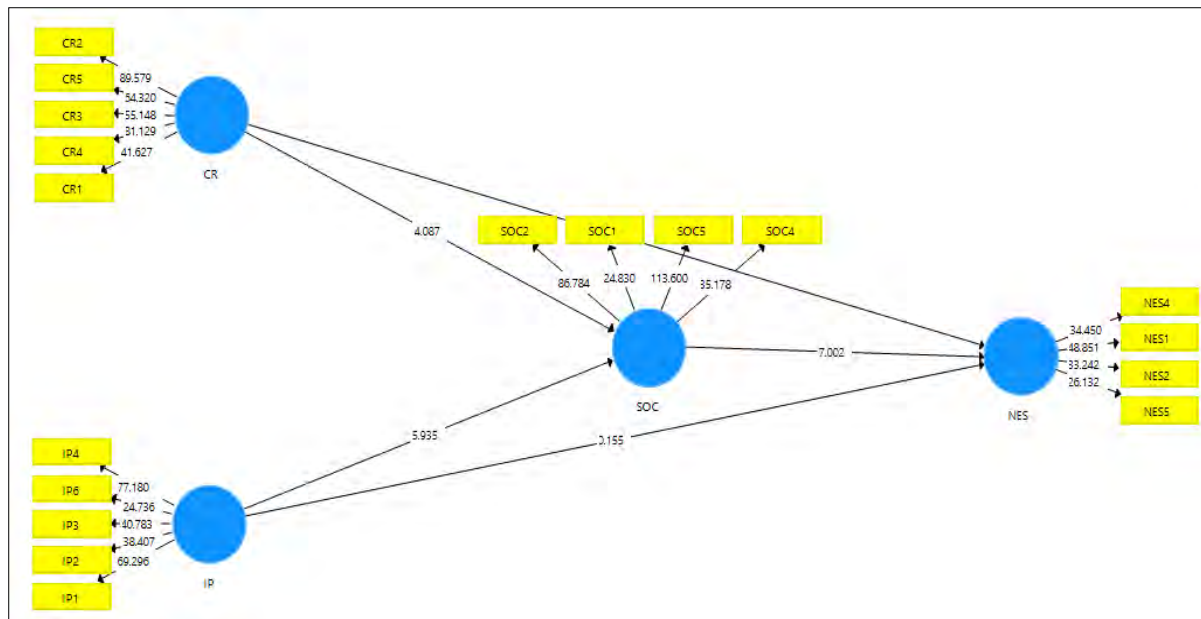 CR2
CR5
CR3
CR4
CR1
89.579
54.320
55.148
31.129
41.627
CR
4.087
SOC2
SOC1
SOC5
SOC4
86.784
24.830
113.600
35.178
SOC
7.002
NES4
NES1
NES2
NES5
34.450
48.851
33.242
26.132
NES
5.935
0.155
IP4
IP6
IP3
IP2
IP1
77.180
24.736
40.783
38.407
69.296
IP